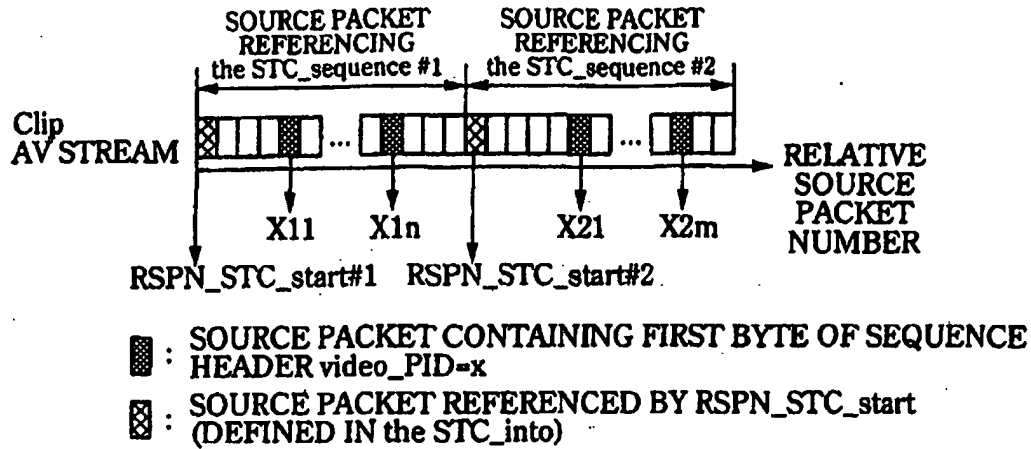 SOURCE PACKET
REFERENCING
the STC_sequence #1
SOURCE PACKET
REFERENCING
the STC_sequence #2
Clip
AV STREAM
...
...
RELATIVE
SOURCE
PACKET
NUMBER
X11
X1n
X21
X2m
RSPN_STC_start#1
RSPN_STC_start#2
: SOURCE PACKET CONTAINING FIRST BYTE OF SEQUENCE
HEADER video_PID=x
: SOURCE PACKET REFERENCED BY RSPN_STC_start
(DEFINED IN the STC_into)